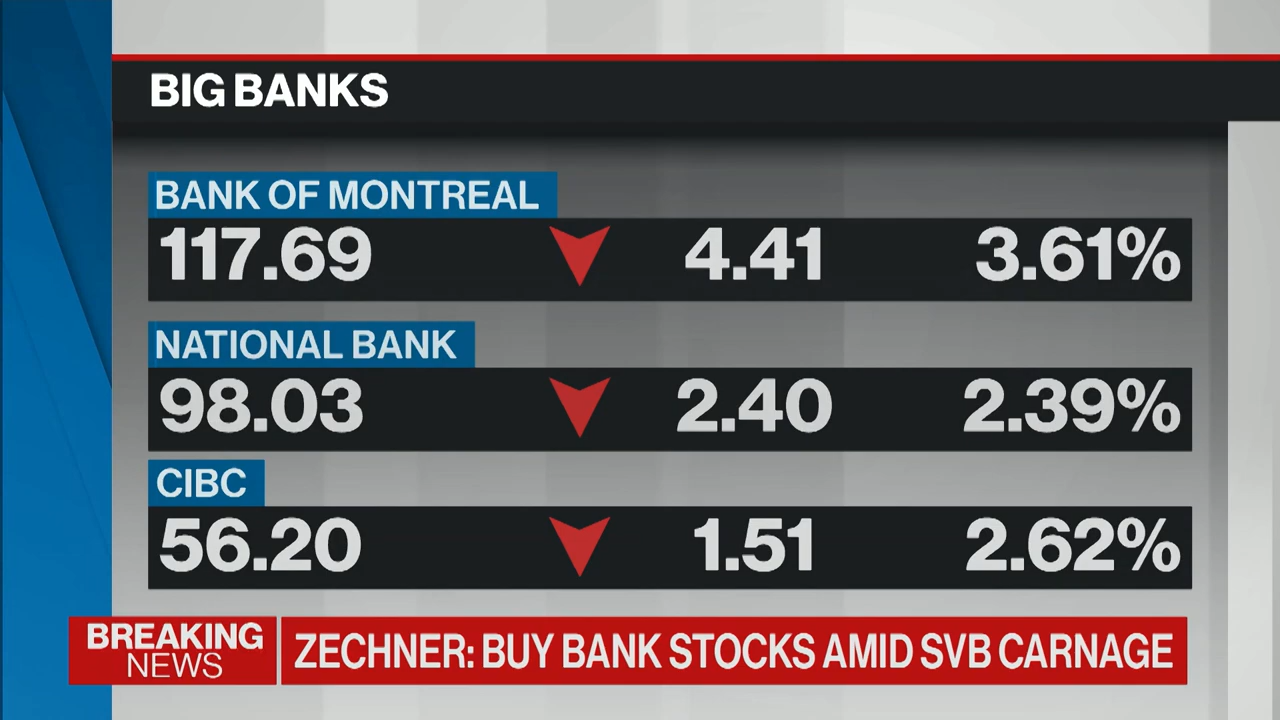 BIG BANKS
BANK OF MONTREAL
117.69 4.41 3.61%
NATIONAL BANK
98.03 2.40 2.39%
CIBC
56.20 1.51 2.62%
BREAKING NEWS
ZECHNER: BUY BANK STOCKS AMID SVB CARNAGE